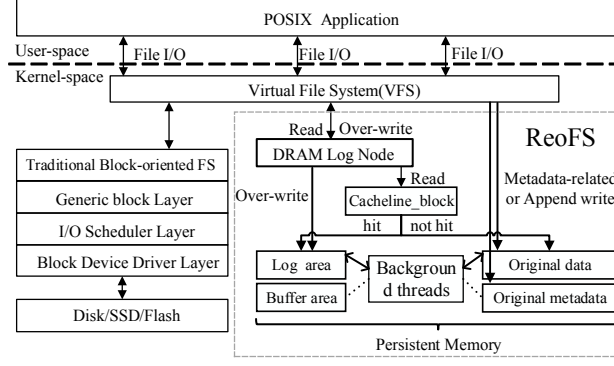 POSIX Application
User-space
File I/O
File I/O
File I/O
Kernel-space
Virtual File System(VFS)
Read
Over-write
ReoFS
DRAM Log Node
Traditional Block-oriented FS
Read
Metadata-related
or Append write
Over-write
Generic block Layer
Cacheline_block
I/O Scheduler Layer
hit
not hit
Block Device Driver Layer
Log area
Backgroun
d threads
Original data
Buffer area
Original metadata
Disk/SSD/Flash
Persistent Memory